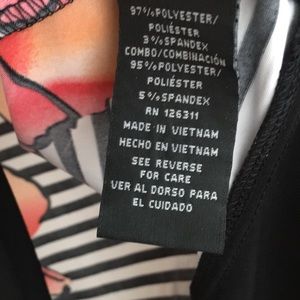 97%POLYESTER/
POLIÉSTER
3%SPANDEX
COMBO/COMBINACIÓN
95%POLYESTER/
POLIÉSTER
5%SPANDEX
RN 126311
MADE IN VIETNAM
HECHO EN VIETNAM
SEE REVERSE
FOR CARE
VER AL DORSO PARA
EL CUIDADO